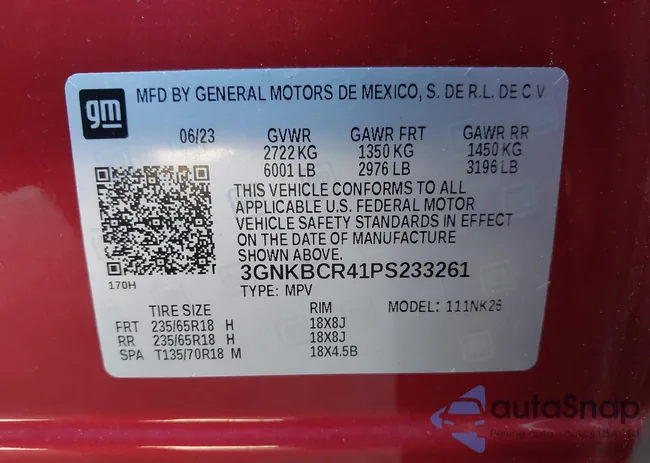 gm
MFD BY GENERAL MOTORS DE MEXICO, S. DE R.L. DE C V
06/23 GVWR GAWR FRT GAWR RR
2722 KG 1350 KG 1450 KG
6001 LB 2976 LB 3196 LB
THIS VEHICLE CONFORMS TO ALL
APPLICABLE U.S. FEDERAL MOTOR
VEHICLE SAFETY STANDARDS IN EFFECT
ON THE DATE OF MANUFACTURE
SHOWN ABOVE.
3GNKBCR41PS233261
170H
TYPE: MPV MODEL: 111NK26
TIRE SIZE RIM
FRT 235/65R18 H 18X8J
RR 235/65R18 H 18X8J
SPA T135/70R18 M 18X4.5B
autaSnap